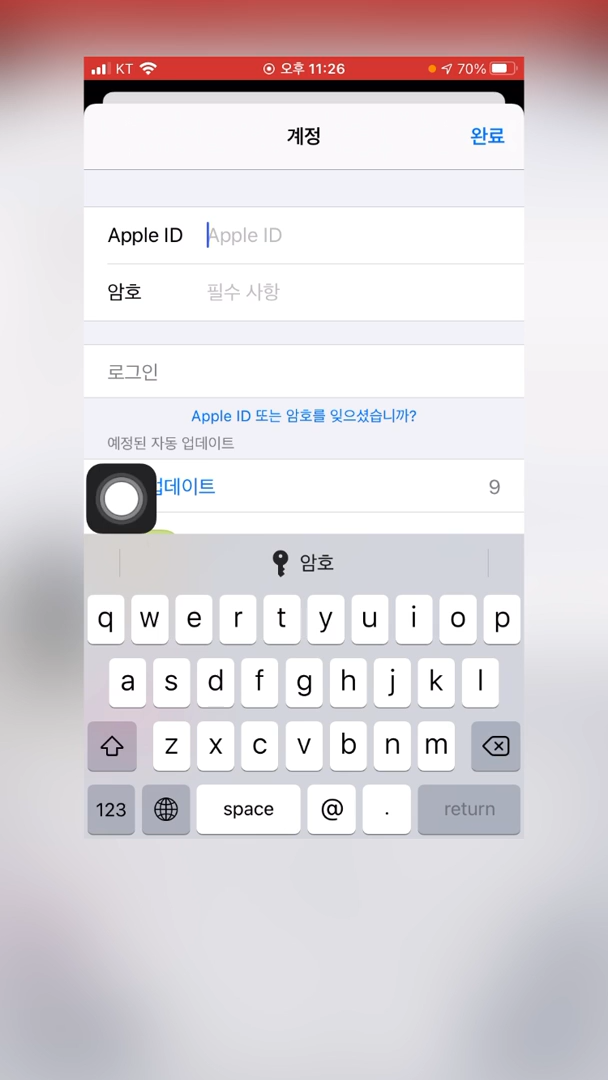 KT 오후 11:26 70%
계정 완료
Apple ID Apple ID
암호 필수 사항
로그인
Apple ID 또는 암호를 잊으셨습니까?
예정된 자동 업데이트
업데이트 9
암호
q w e r t y u i o p
a s d f g h j k l
z x c v b n m
123 space @ . return